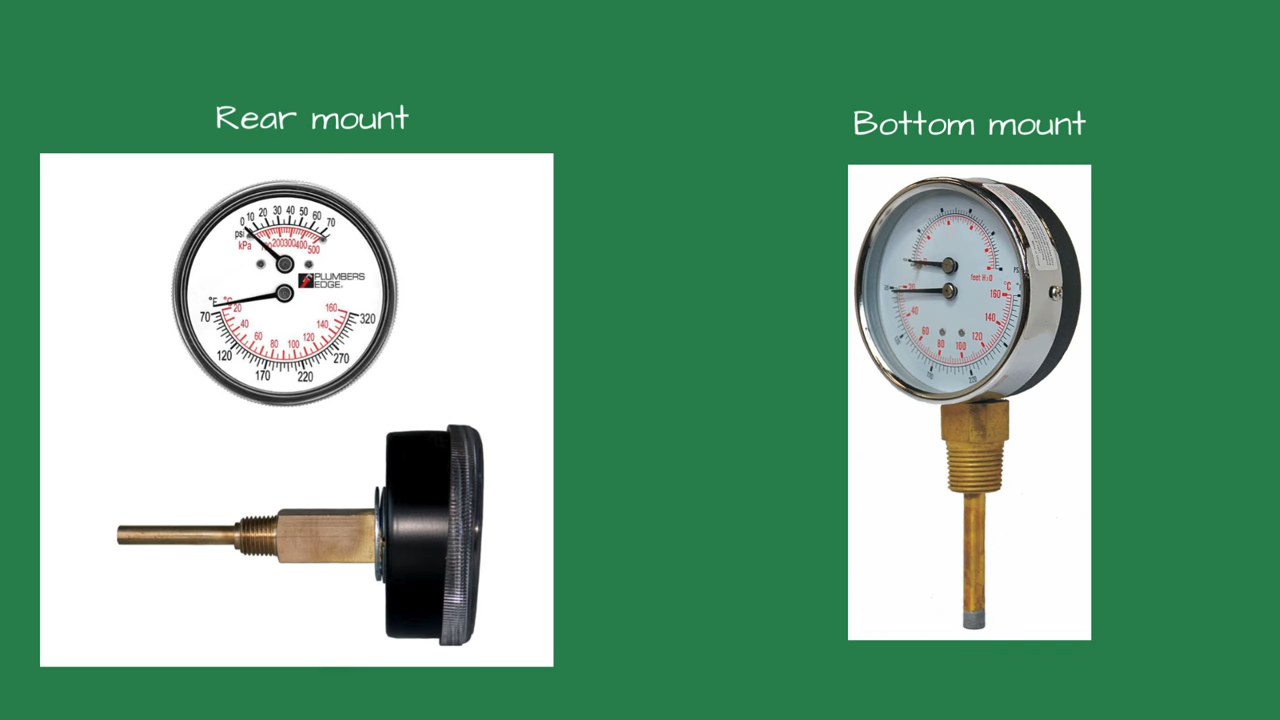 Rear mount
Bottom mount
0 10 20 30 40 50 60 70
psi
kPa
200 300 400 500
PLUMBERS
EDGE
°F °C
20 40 60 80 100 120 140 160
70 120 170 220 270 320
feet H2O
°C
20 40 60 80 100 120 140 160
220